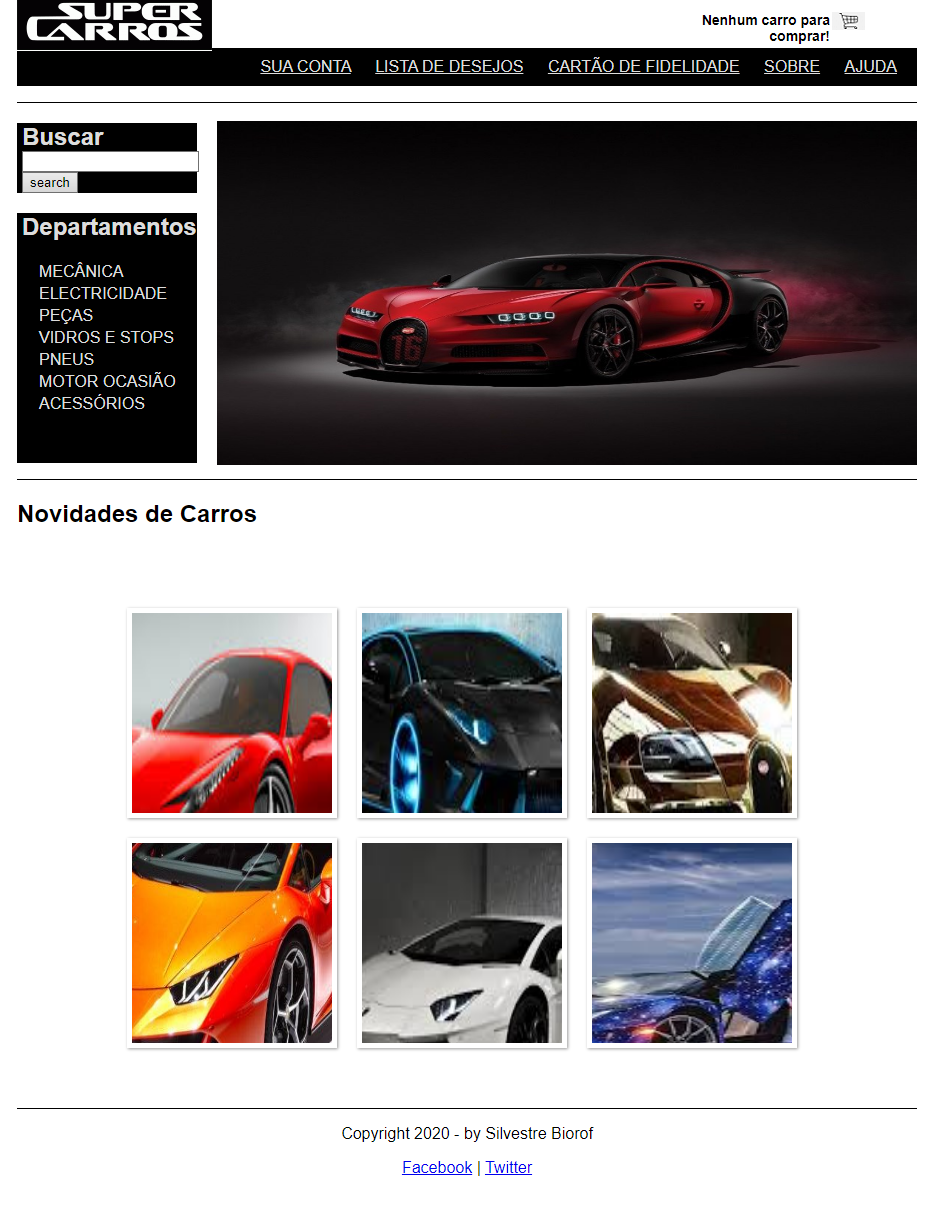 SUPER
CARROS
Nenhum carro para
comprar!
SUA CONTA LISTA DE DESEJOS CARTÃO DE FIDELIDADE SOBRE AJUDA
Buscar
search
Departamentos
MECÂNICA
ELECTRICIDADE
PEÇAS
VIDROS E STOPS
PNEUS
MOTOR OCASIÃO
ACESSÓRIOS
16
Novidades de Carros
Copyright 2020 - by Silvestre Biorof
Facebook | Twitter